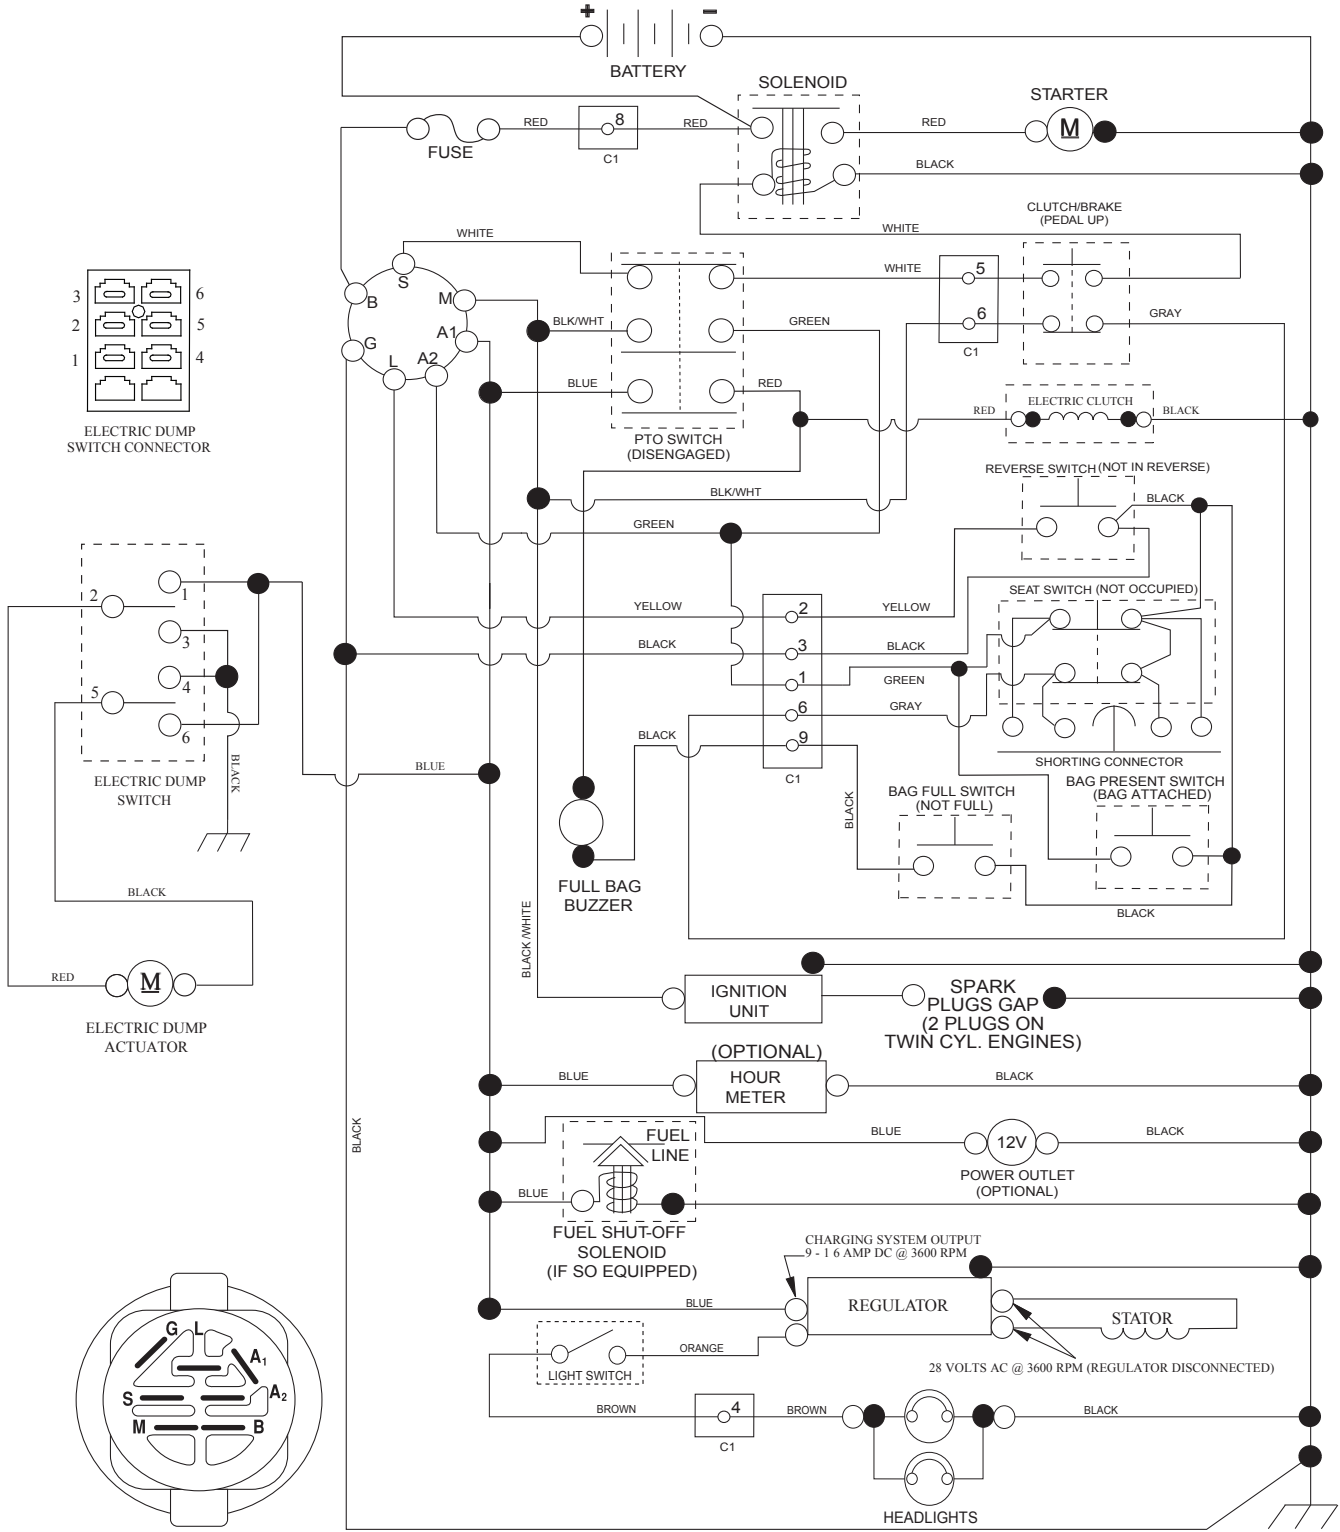 + −
BATTERY
SOLENOID
STARTER
M
RED
8
RED
RED
FUSE
C1
BLACK
CLUTCH/BRAKE
(PEDAL UP)
WHITE
WHITE
S
WHITE
5
B
M
3
6
BLK/WHT
GREEN
6
GRAY
2
5
G
A1
C1
1
4
L
A2
BLUE
RED
RED
ELECTRIC CLUTCH
BLACK
ELECTRIC DUMP
SWITCH CONNECTOR
PTO SWITCH
(DISENGAGED)
REVERSE SWITCH (NOT IN REVERSE)
BLK/WHT
BLACK
GREEN
SEAT SWITCH (NOT OCCUPIED)
1
2
YELLOW
2
YELLOW
3
BLACK
3
BLACK
4
1
GREEN
5
6
GRAY
6
BLACK
9
BLACK
SHORTING CONNECTOR
BLUE
C1
ELECTRIC DUMP
SWITCH
BAG PRESENT SWITCH
(BAG ATTACHED)
BAG FULL SWITCH
(NOT FULL)
BLACK
FULL BAG
BUZZER
BLACK
BLACK
BLACK /WHITE
RED
M
ELECTRIC DUMP
ACTUATOR
IGNITION
UNIT
SPARK
PLUGS GAP
(2 PLUGS ON
TWIN CYL. ENGINES)
(OPTIONAL)
BLUE
HOUR
METER
BLACK
BLACK
FUEL
LINE
BLUE
12V
BLACK
POWER OUTLET
(OPTIONAL)
BLUE
FUEL SHUT-OFF
SOLENOID
(IF SO EQUIPPED)
CHARGING SYSTEM OUTPUT
9 - 1 6 AMP DC @ 3600 RPM
BLUE
REGULATOR
STATOR
ORANGE
LIGHT SWITCH
28 VOLTS AC @ 3600 RPM (REGULATOR DISCONNECTED)
G L
A1
S
A2
M
B
BROWN
4
BROWN
BLACK
C1
HEADLIGHTS